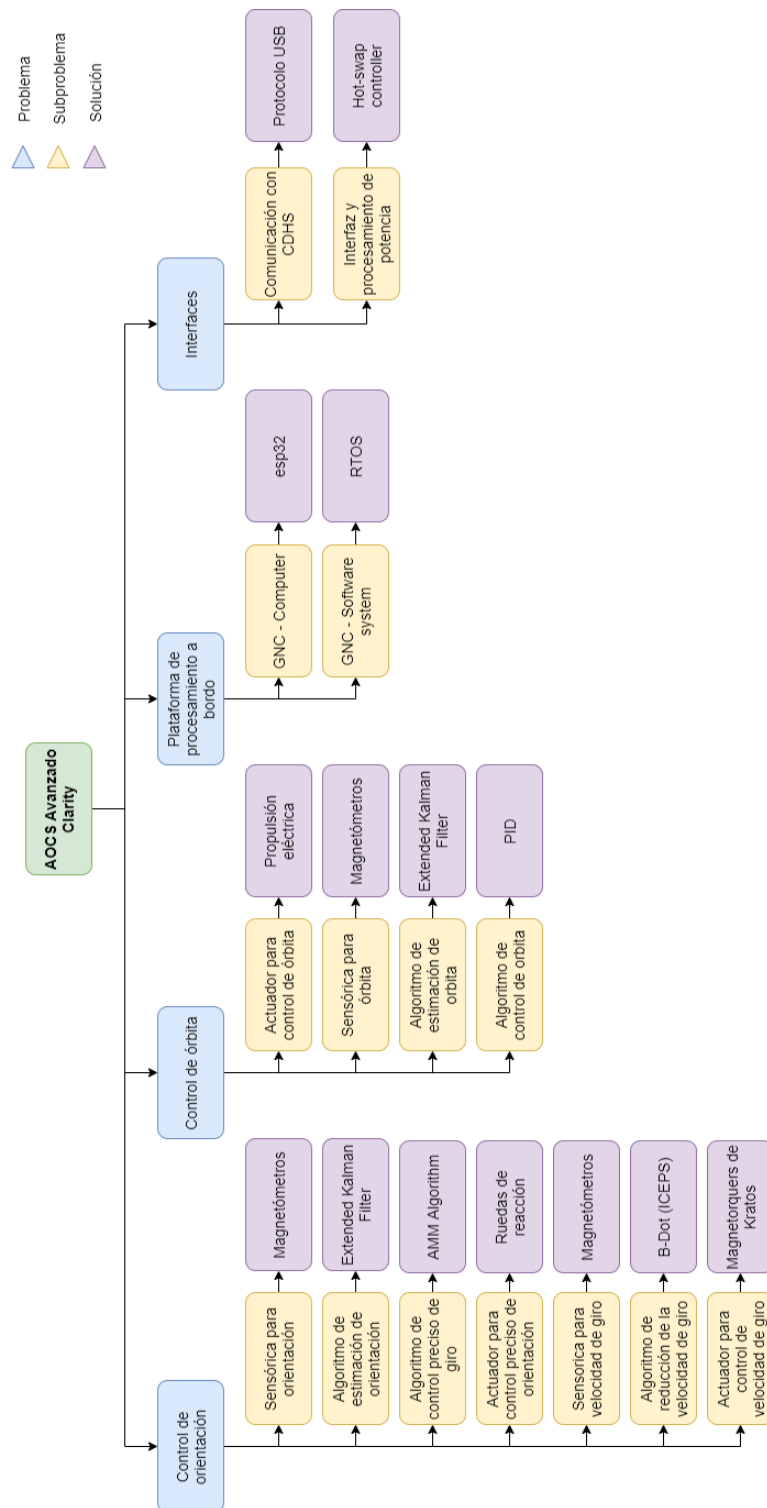 Problema
Subproblema
Solución
AOCS Avanzado
Clarity
Control de
orientación
Sensórica para
orientación
Magnetómetros
Algoritmo de
estimación de
orientación
Extended Kalman
Filter
Algoritmo de
control preciso de
giro
AMM Algorithm
Actuador para
control preciso de
orientación
Ruedas de
reacción
Sensorica para
velocidad de giro
Magnetómetros
Algoritmo de
reducción de la
velocidad de giro
B-Dot (ICEPS)
Actuador para
control de
velocidad de giro
Magnetorquers de
Kratos
Control de órbita
Actuador para
control de órbita
Propulsión
eléctrica
Sensórica para
órbita
Magnetómetros
Algoritmo de
estimación de
orbita
Extended Kalman
Filter
Algoritmo de
control de orbita
PID
Plataforma de
procesamiento a
bordo
GNC - Computer
esp32
GNC - Software
system
RTOS
Interfaces
Comunicación con
CDHS
Protocolo USB
Interfaz y
procesamiento de
potencia
Hot-swap
controller